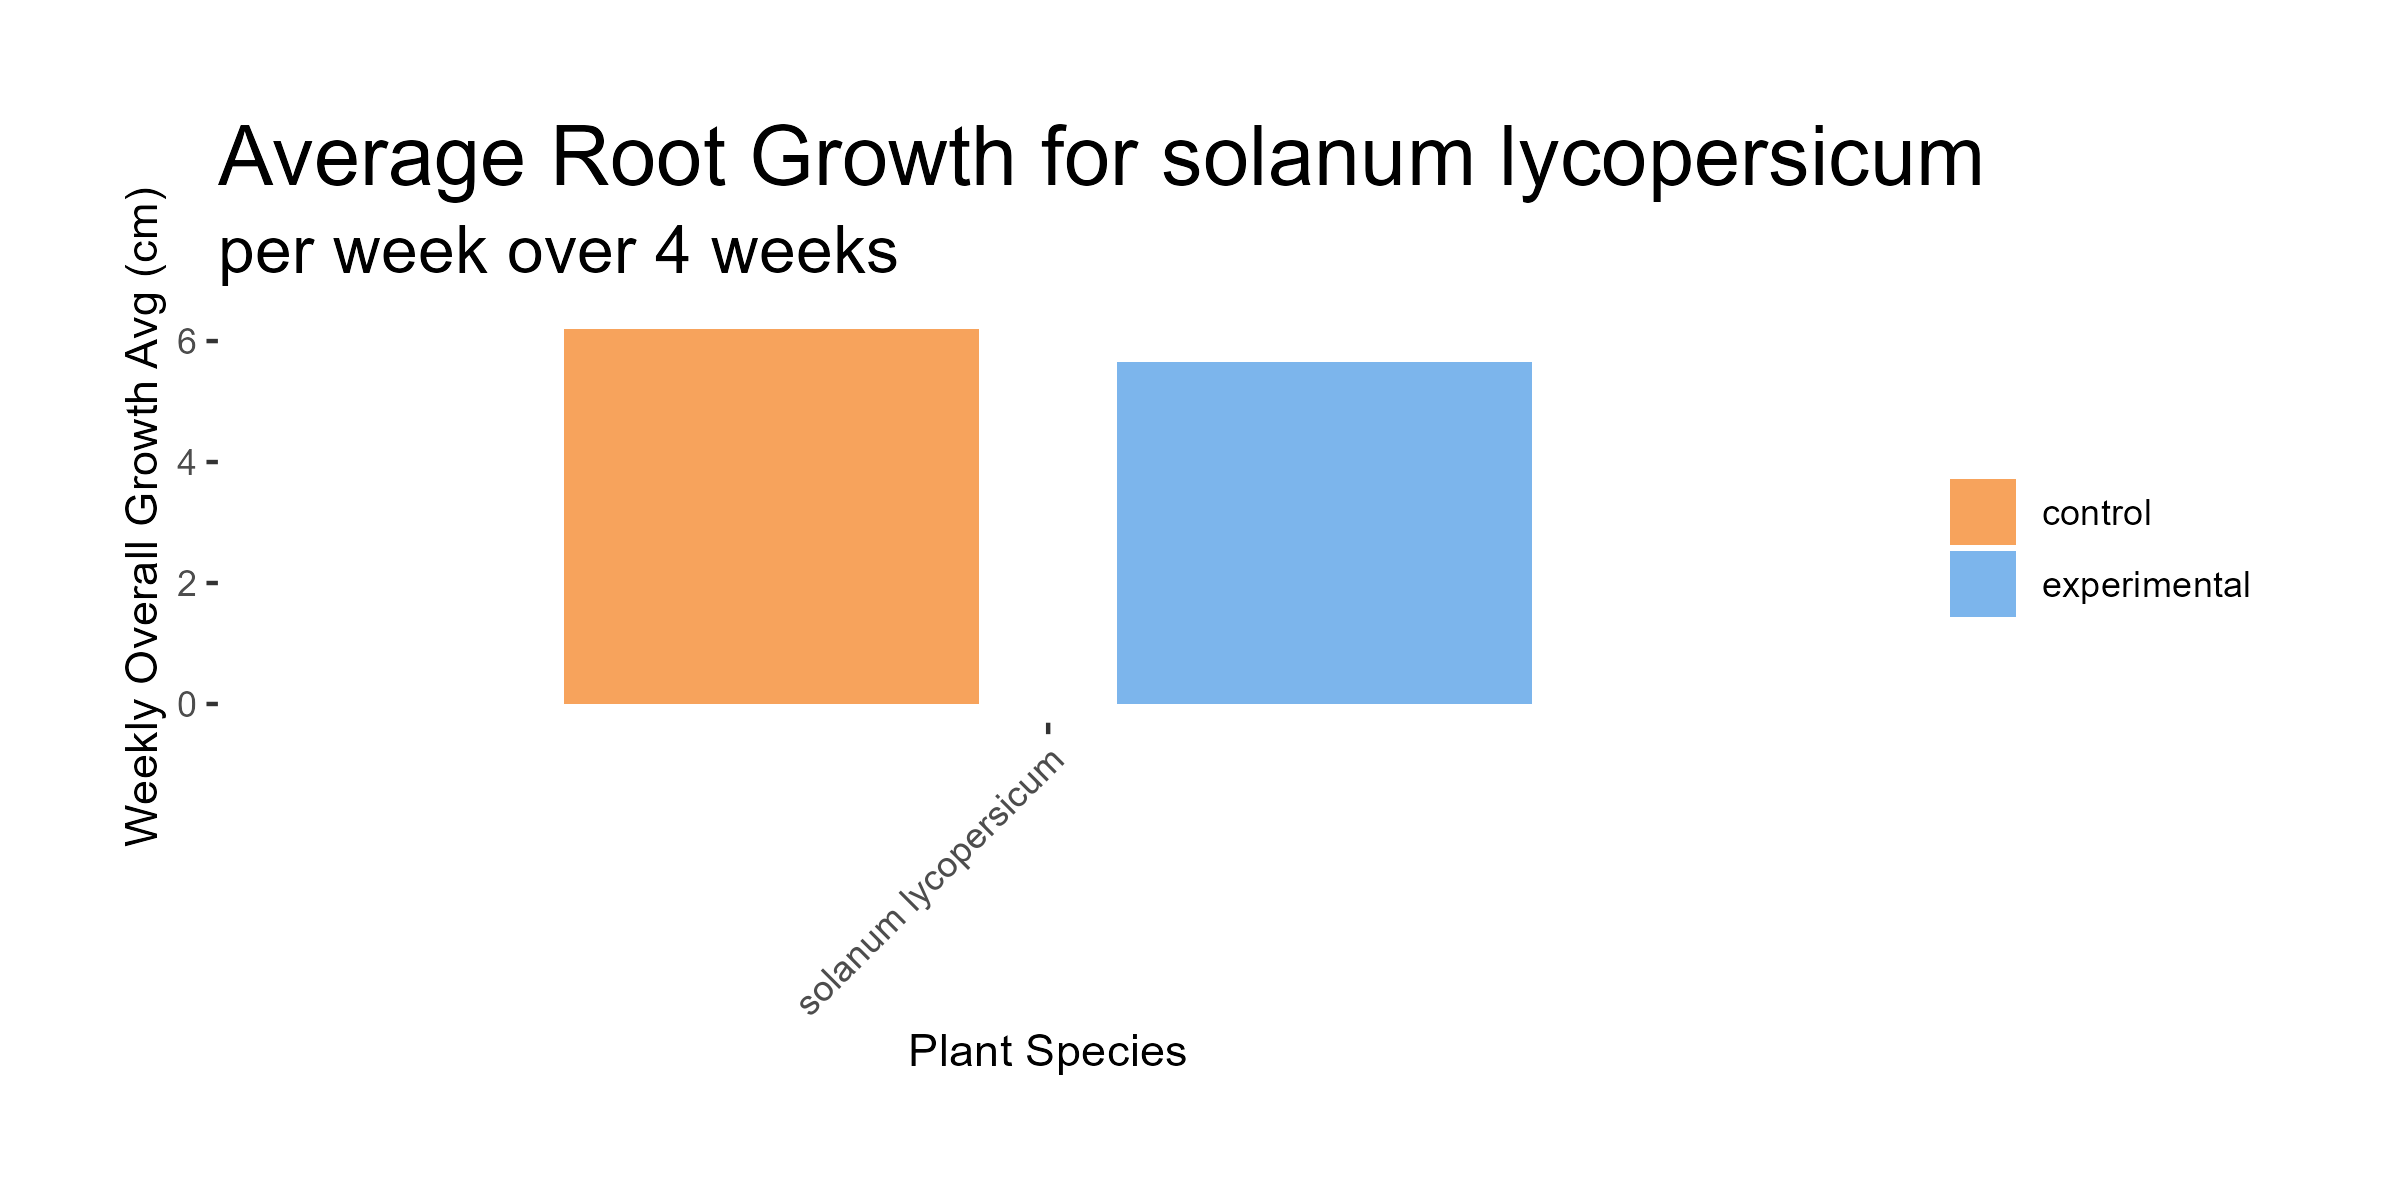 Average Root Growth for solanum lycopersicum
per week over 4 weeks
Weekly Overall Growth Avg (cm)
6
4
2
0
control
experimental
solanum lycopersicum
Plant Species